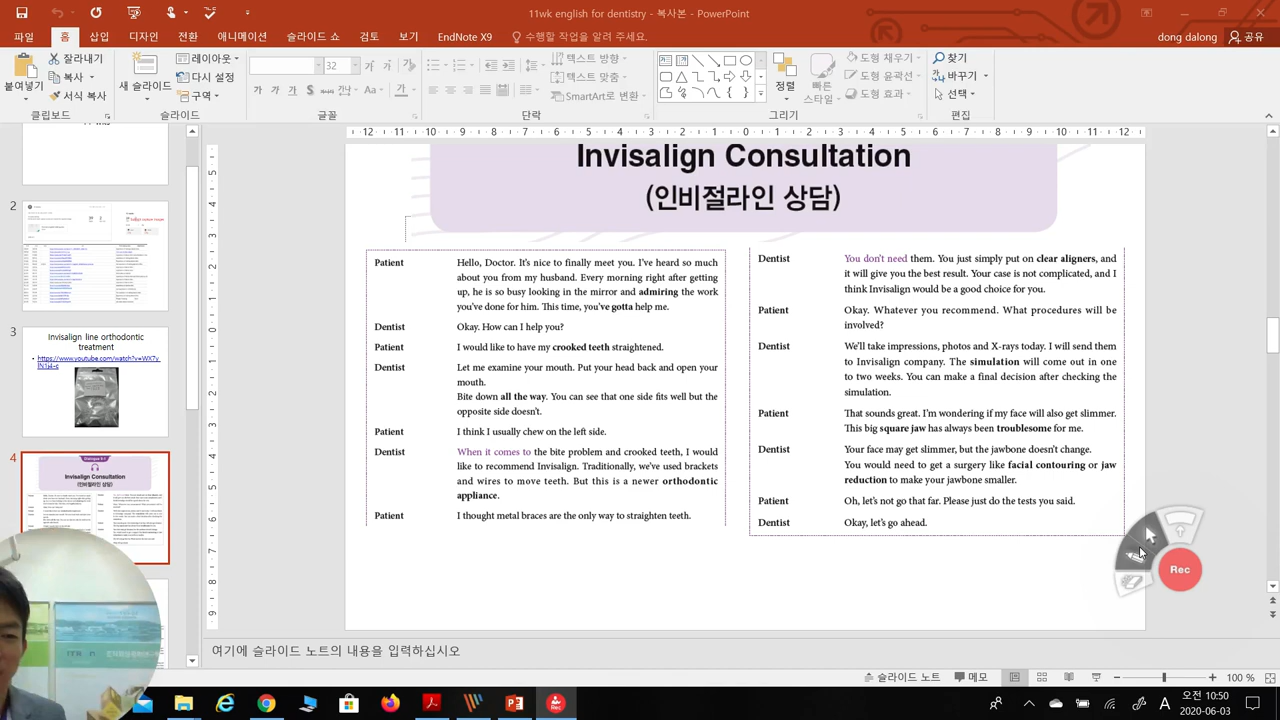 11wk english for dentistry - 복사본 - PowerPoint
파일 홈 삽입 디자인 전환 애니메이션 슬라이드 쇼 검토 보기 EndNote X9 수행할 작업을 알려 주세요. dong dalong 공유
붙여넣기 잘라내기 복사 서식 복사 클립보드
새 슬라이드 레이아웃 다시 설정 구역 슬라이드
32 글꼴
텍스트 방향 텍스트 맞춤 SmartArt로 변환 단락
정렬 빠른 스타일 도형 채우기 도형 윤곽선 도형 효과 그리기
찾기 바꾸기 선택 편집
2
3
Invisalign line orthodontic
treatment
4
Invisalign Consultation
(인비절라인 상담)
Invisalign Consultation
(인비절라인 상담)
Patient Hello, doctor. It's nice to finally meet you. I've heard so much
about you from my husband. Every morning right after getting
up, he is so busy looking in the mirror and admiring the work
you've done for him. This time, you've gotta help me.
Dentist Okay. How can I help you?
Patient I would like to have my crooked teeth straightened.
Dentist Let me examine your mouth. Put your head back and open your
mouth.
Bite down all the way. You can see that one side fits well but the
opposite side doesn't.
Patient I think I usually chew on the left side.
Dentist When it comes to the bite problem and crooked teeth, I would
like to recommend Invisalign. Traditionally, we've used brackets
and wires to move teeth. But this is a newer orthodontic
appliance.
Patient I thought metal braces are the only way to straighten teeth.
Dentist You don't need them. You just simply put on clear aligners, and
it will give you the best result. Your case is not complicated, and I
think Invisalign would be a good choice for you.
Patient Okay. Whatever you recommend. What procedures will be
involved?
Dentist We'll take impressions, photos and X-rays today. I will send them
to Invisalign company. The simulation will come out in one
to two weeks. You can make a final decision after checking the
simulation.
Patient That sounds great. I'm wondering if my face will also get slimmer.
This big square jaw has always been troublesome for me.
Dentist Your face may get slimmer, but the jawbone doesn't change.
You would need to get a surgery like facial contouring or jaw
reduction to make your jawbone smaller.
Patient Oh, let's not go that far. Please just do the tests you said.
Dentist Okay, let's go ahead.
Rec
여기에 슬라이드 노트의 내용을 입력하십시오
슬라이드 노트 메모 100 %
A 오전 10:50
2020-06-03